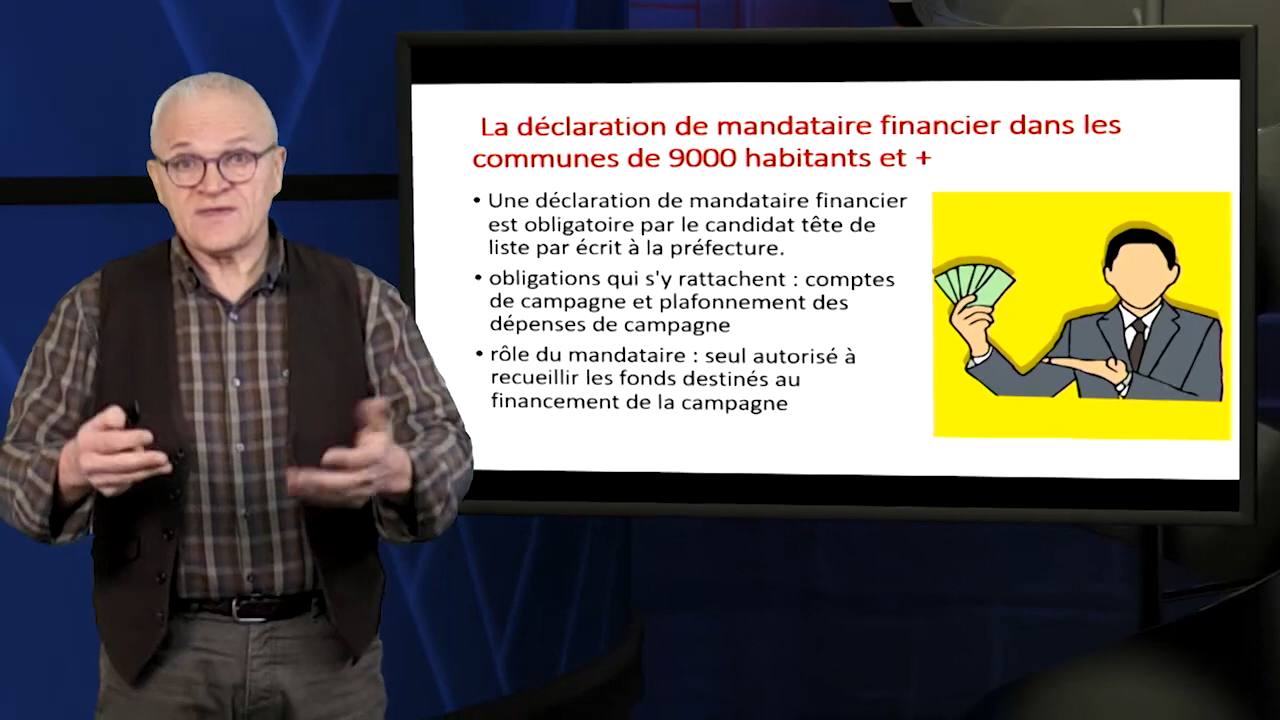 La déclaration de mandataire financier dans les
communes de 9000 habitants et +
• Une déclaration de mandataire financier
est obligatoire par le candidat tête de
liste par écrit à la préfecture.
• obligations qui s'y rattachent : comptes
de campagne et plafonnement des
dépenses de campagne
• rôle du mandataire : seul autorisé à
recueillir les fonds destinés au
financement de la campagne